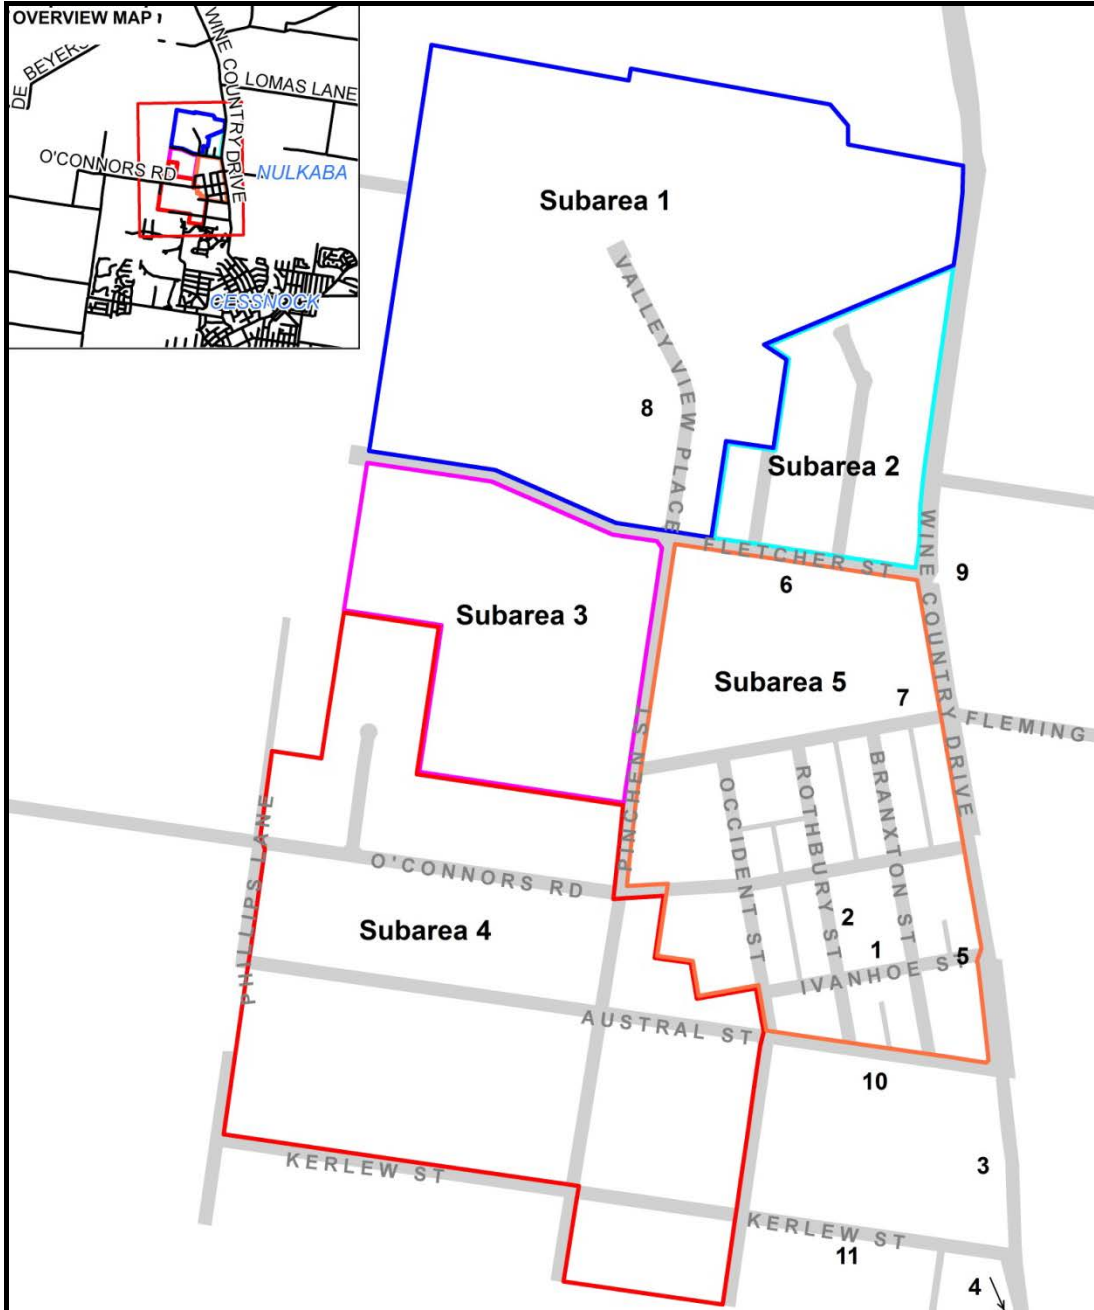 OVERVIEW MAP
WINE COUNTRY DRIVE
DE BEYERS
LOMAS LANE
O'CONNORS RD
NULKABA
CESSNOCK
Subarea 1
VALLEY VIEW PLACE
8
Subarea 2
FLETCHER ST
WINE COUNTRY DRIVE
9
6
Subarea 3
Subarea 5
7
FLEMING
PINCHEN ST
OCCIDENT ST
ROTHBURY ST
BRANXTON ST
PHILLIPS LANE
O'CONNORS RD
Subarea 4
2
1
5
IVANHOE ST
AUSTRAL ST
10
KERLEW ST
3
KERLEW ST
11
4